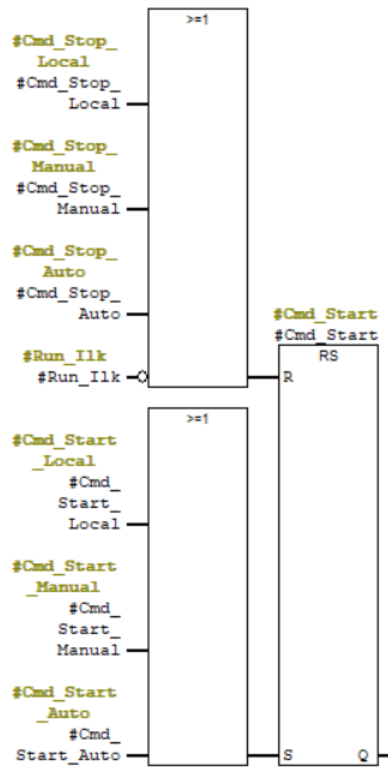 >=1
#Cmd_Stop_
Local
#Cmd_Stop_
Local
#Cmd_Stop_
Manual
#Cmd_Stop_
Manual
#Cmd_Stop_
Auto
#Cmd_Stop_
Auto
#Run_Ilk
#Run_Ilk
#Cmd_Start
#Cmd_Start
RS
R
>=1
#Cmd_Start
_Local
#Cmd_
Start_
Local
#Cmd_Start
_Manual
#Cmd_
Start_
Manual
#Cmd_Start
_Auto
#Cmd_
Start_Auto
S
Q